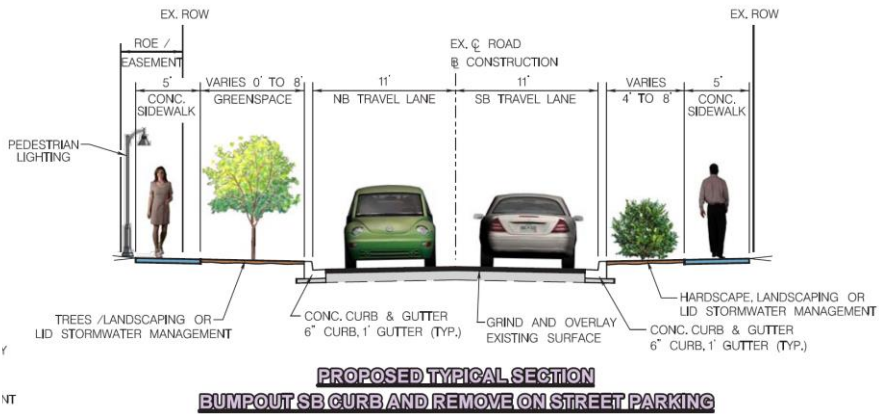 EX. ROW
EX. ROW
ROE /
EASEMENT
EX. ℄ ROAD
B̵ CONSTRUCTION
5'
CONC.
SIDEWALK
VARIES 0' TO 8'
GREENSPACE
11'
NB TRAVEL LANE
11'
SB TRAVEL LANE
VARIES
4' TO 8'
5'
CONC.
SIDEWALK
PEDESTRIAN
LIGHTING
TREES /LANDSCAPING OR
LID STORMWATER MANAGEMENT
CONC. CURB & GUTTER
6" CURB, 1' GUTTER (TYP.)
GRIND AND OVERLAY
EXISTING SURFACE
HARDSCAPE, LANDSCAPING OR
LID STORMWATER MANAGEMENT
CONC. CURB & GUTTER
6" CURB, 1' GUTTER (TYP.)
Y
NT
PROPOSED TYPICAL SECTION
BUMPOUT SB CURB AND REMOVE ON STREET PARKING